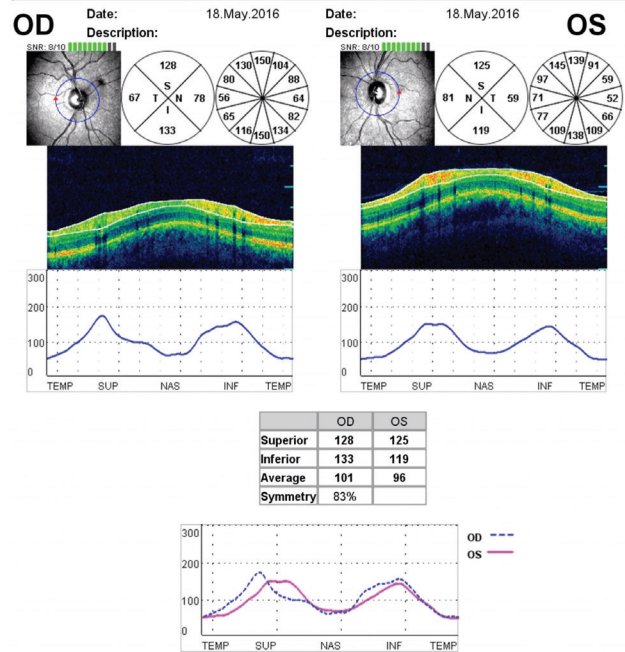 OD
Date: 18.May.2016
Description:
SNR: 8/10
128
S
67 T N 78
I
133
130 150 104
80 88
56 64
65 82
116 150 134
300
200
100
0
TEMP SUP NAS INF TEMP
Date: 18.May.2016
OS
Description:
SNR: 8/10
125
S
81 T N 59
I
119
145 139 91
97 59
71 52
77 66
109 138 109
300
200
100
0
TEMP SUP NAS INF TEMP
OD OS
Superior 128 125
Inferior 133 119
Average 101 96
Symmetry 83%
300
200
100
0
TEMP SUP NAS INF TEMP
OD
OS